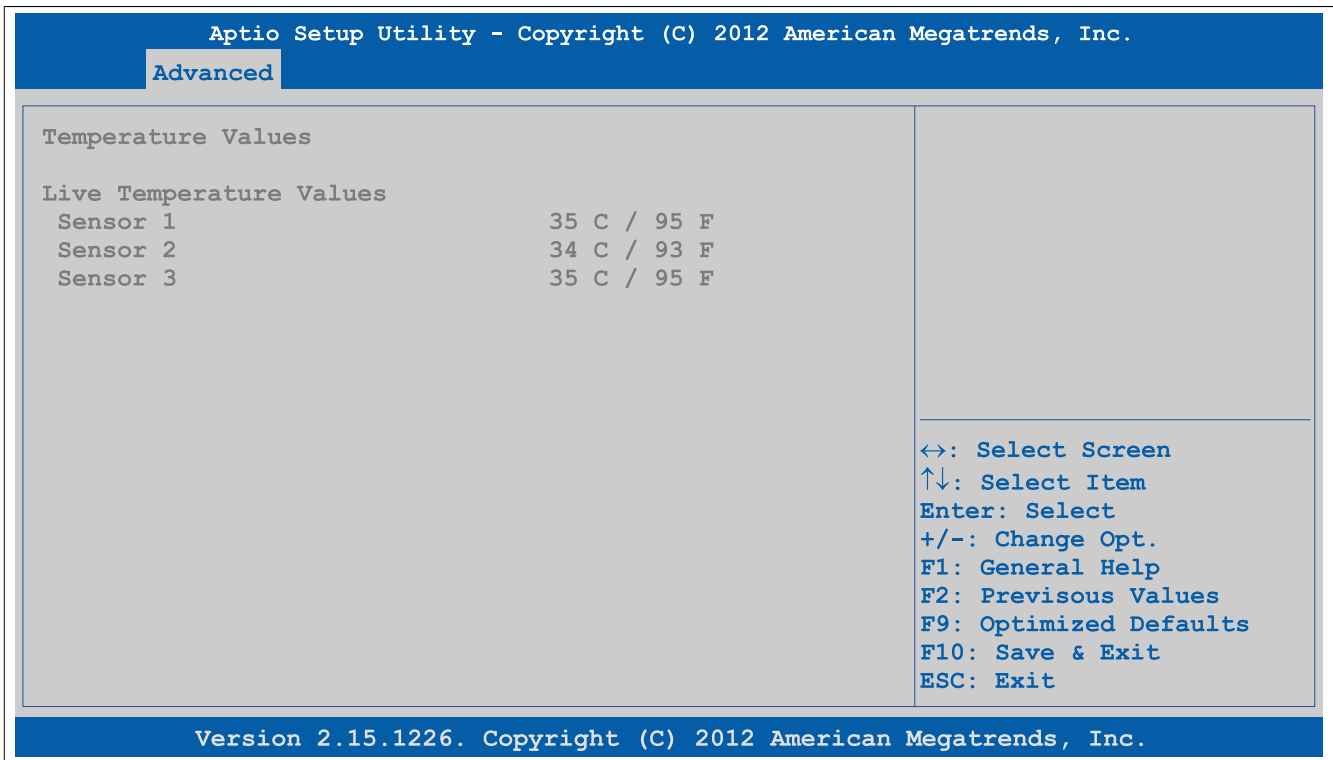 Aptio Setup Utility - Copyright (C) 2012 American Megatrends, Inc.
Advanced
Temperature Values
Live Temperature Values
Sensor 1 35 C / 95 F
Sensor 2 34 C / 93 F
Sensor 3 35 C / 95 F
↔: Select Screen
↑↓: Select Item
Enter: Select
+/-: Change Opt.
F1: General Help
F2: Previsous Values
F9: Optimized Defaults
F10: Save & Exit
ESC: Exit
Version 2.15.1226. Copyright (C) 2012 American Megatrends, Inc.